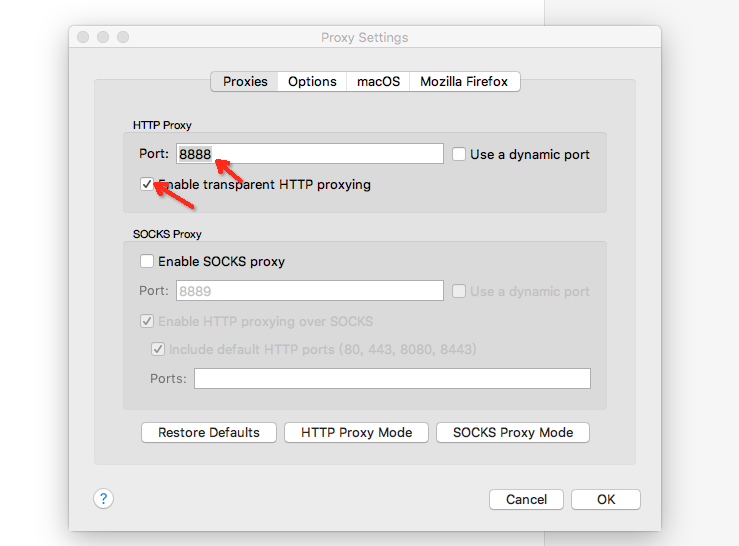 Proxy Settings
Proxies Options macOS Mozilla Firefox
HTTP Proxy
Port: 8888 Use a dynamic port
Enable transparent HTTP proxying
SOCKS Proxy
Enable SOCKS proxy
Port: 8889 Use a dynamic port
Enable HTTP proxying over SOCKS
Include default HTTP ports (80, 443, 8080, 8443)
Ports:
Restore Defaults HTTP Proxy Mode SOCKS Proxy Mode
? Cancel OK